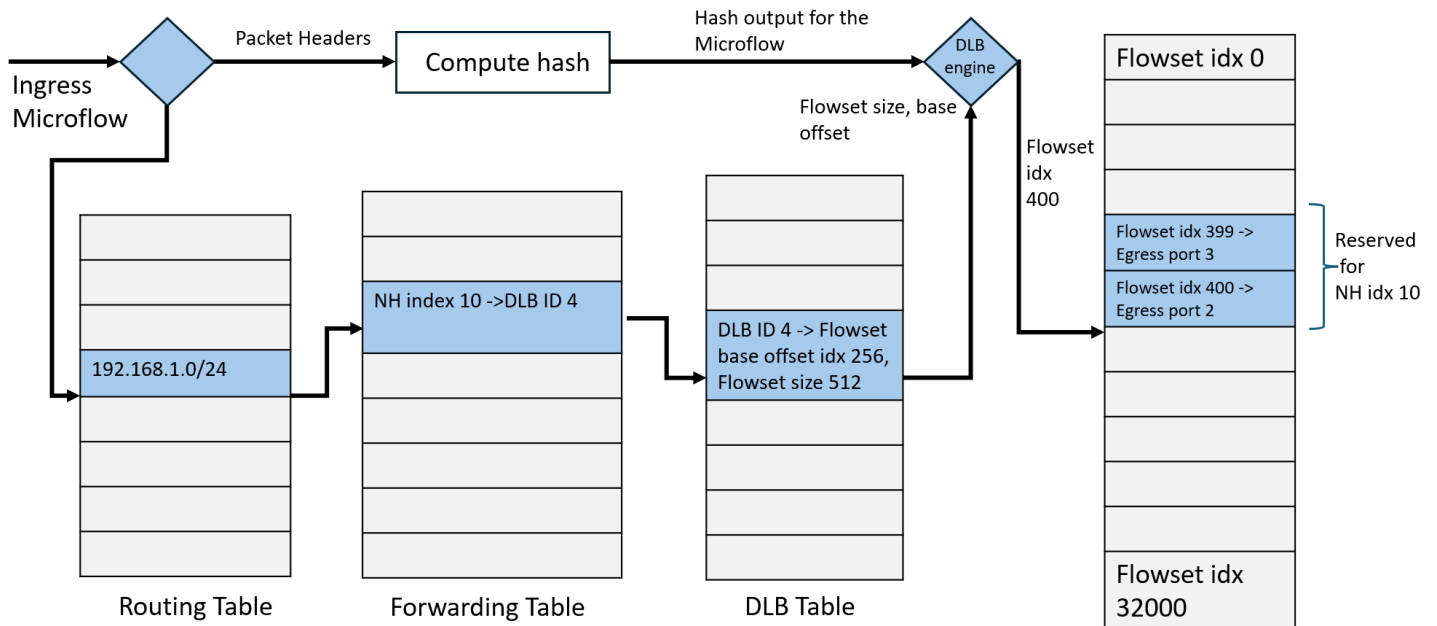 Packet Headers
Hash output for the
Microflow
Compute hash
DLB
engine
Flowset idx 0
Ingress
Microflow
Flowset size, base
offset
Flowset
idx
400
192.168.1.0/24
NH index 10 ->DLB ID 4
DLB ID 4 -> Flowset
base offset idx 256,
Flowset size 512
Flowset idx 399 ->
Egress port 3
Flowset idx 400 ->
Egress port 2
Reserved
for
NH idx 10
Flowset idx
32000
Routing Table
Forwarding Table
DLB Table